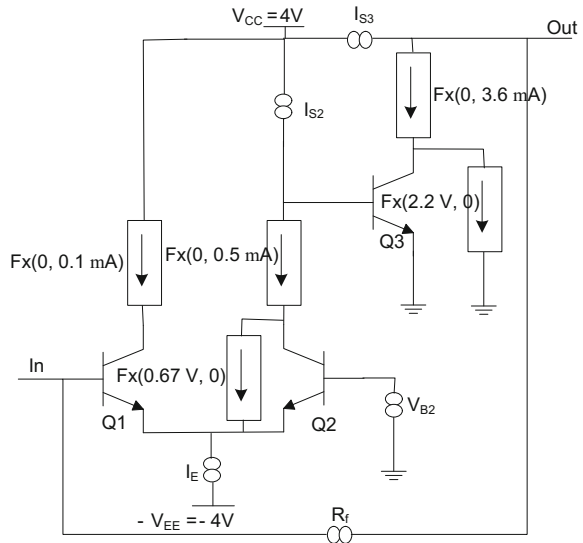 V_CC = 4V
I_S3
Out
Fx(0, 3.6 mA)
I_S2
Fx(2.2 V, 0)
Q3
Fx(0, 0.1 mA)
Fx(0, 0.5 mA)
In
Fx(0.67 V, 0)
Q1
Q2
V_B2
I_E
- V_EE = - 4V
R_f